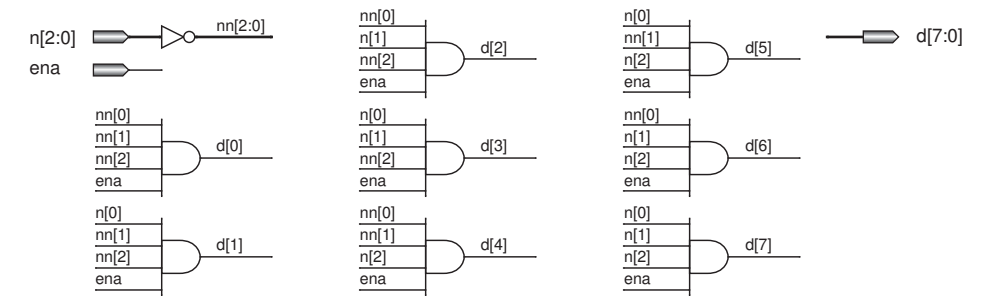 n[2:0]
nn[2:0]
ena
nn[0]
nn[1]
nn[2]
ena
d[0]
n[0]
nn[1]
nn[2]
ena
d[1]
nn[0]
n[1]
nn[2]
ena
d[2]
n[0]
n[1]
nn[2]
ena
d[3]
nn[0]
nn[1]
n[2]
ena
d[4]
n[0]
nn[1]
n[2]
ena
d[5]
nn[0]
n[1]
n[2]
ena
d[6]
n[0]
n[1]
n[2]
ena
d[7]
d[7:0]